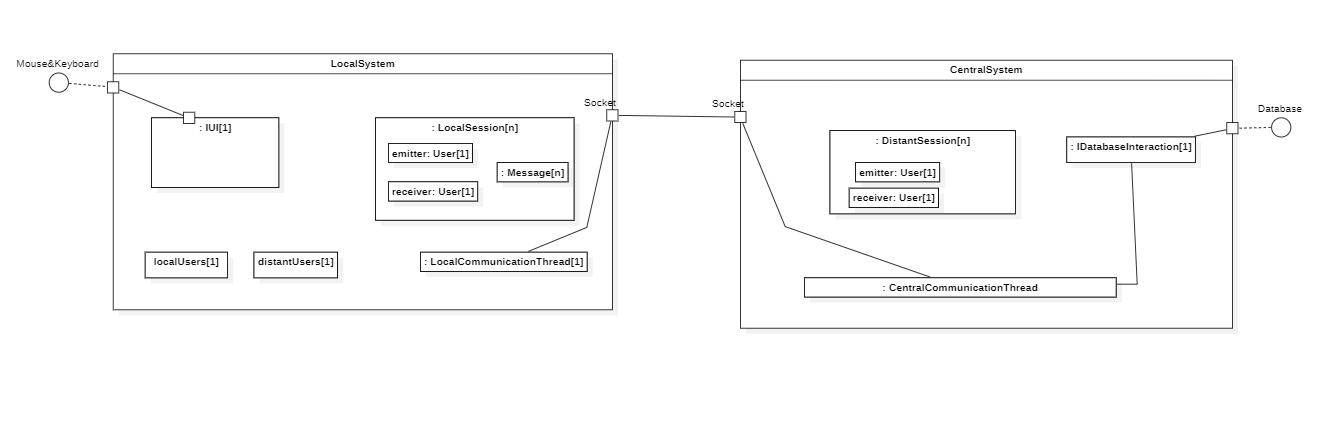 Mouse&Keyboard
LocalSystem
: IUI[1]
: LocalSession[n]
emitter: User[1]
: Message[n]
receiver: User[1]
localUsers[1]
distantUsers[1]
: LocalCommunicationThread[1]
Socket
Socket
CentralSystem
: DistantSession[n]
emitter: User[1]
receiver: User[1]
: IDatabaseInteraction[1]
: CentralCommunicationThread
Database